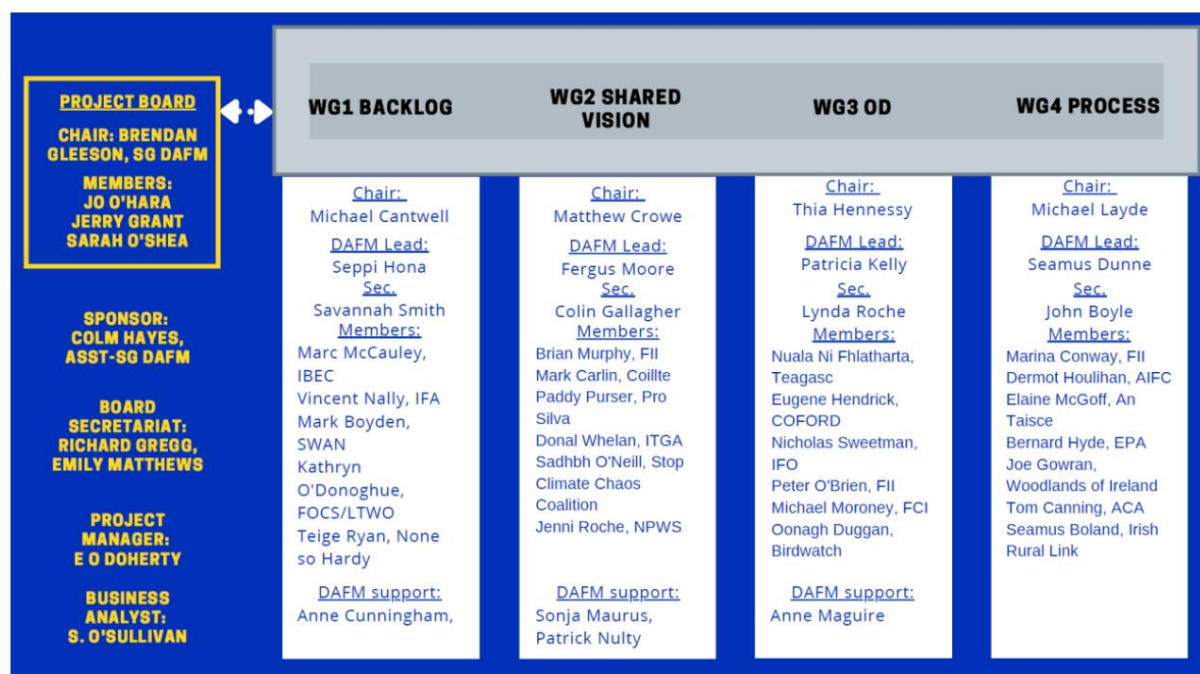 PROJECT BOARD
CHAIR: BRENDAN
GLEESON, SG DAFM
MEMBERS:
JO O'HARA
JERRY GRANT
SARAH O'SHEA
SPONSOR:
COLM HAYES,
ASST-SG DAFM
BOARD
SECRETARIAT:
RICHARD GREGG,
EMILY MATTHEWS
PROJECT
MANAGER:
E O DOHERTY
BUSINESS
ANALYST:
S. O'SULLIVAN
WG1 BACKLOG
Chair:
Michael Cantwell
DAFM Lead:
Seppi Hona
Sec.
Savannah Smith
Members:
Marc McCauley,
IBEC
Vincent Nally, IFA
Mark Boyden,
SWAN
Kathryn
O'Donoghue,
FOCS/LTWO
Teige Ryan, None
so Hardy
DAFM support:
Anne Cunningham,
WG2 SHARED
VISION
Chair:
Matthew Crowe
DAFM Lead:
Fergus Moore
Sec.
Colin Gallagher
Members:
Brian Murphy, FII
Mark Carlin, Coillte
Paddy Purser, Pro
Silva
Donal Whelan, ITGA
Sadhbh O'Neill, Stop
Climate Chaos
Coalition
Jenni Roche, NPWS
DAFM support:
Sonja Maurus,
Patrick Nulty
WG3 OD
Chair:
Thia Hennessy
DAFM Lead:
Patricia Kelly
Sec.
Lynda Roche
Members:
Nuala Ni Fhlatharta,
Teagasc
Eugene Hendrick,
COFORD
Nicholas Sweetman,
IFO
Peter O'Brien, FII
Michael Moroney, FCI
Oonagh Duggan,
Birdwatch
DAFM support:
Anne Maguire
WG4 PROCESS
Chair:
Michael Layde
DAFM Lead:
Seamus Dunne
Sec.
John Boyle
Members:
Marina Conway, FII
Dermot Houlihan, AIFC
Elaine McGoff, An
Taisce
Bernard Hyde, EPA
Joe Gowran,
Woodlands of Ireland
Tom Canning, ACA
Seamus Boland, Irish
Rural Link